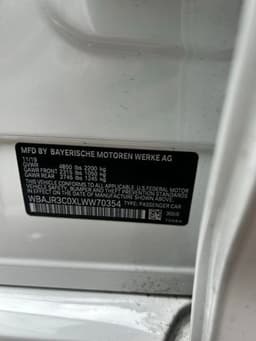 MFD BY BAYERISCHE MOTOREN WERKE AG
11/19
GVWR 4850 LBS 2200 KG
GAWR FRONT 2315 LBS 1050 KG
GAWR REAR 2745 LBS 1245 KG
THIS VEHICLE CONFORMS TO ALL APPLICABLE U.S. FEDERAL MOTOR
VEHICLE SAFETY, BUMPER, AND THEFT PREVENTION STANDARDS
IN EFFECT ON THE DATE OF MANUFACTURE SHOWN ABOVE.
WBAJR3C0XLWW70354 TYPE: PASSENGER CAR